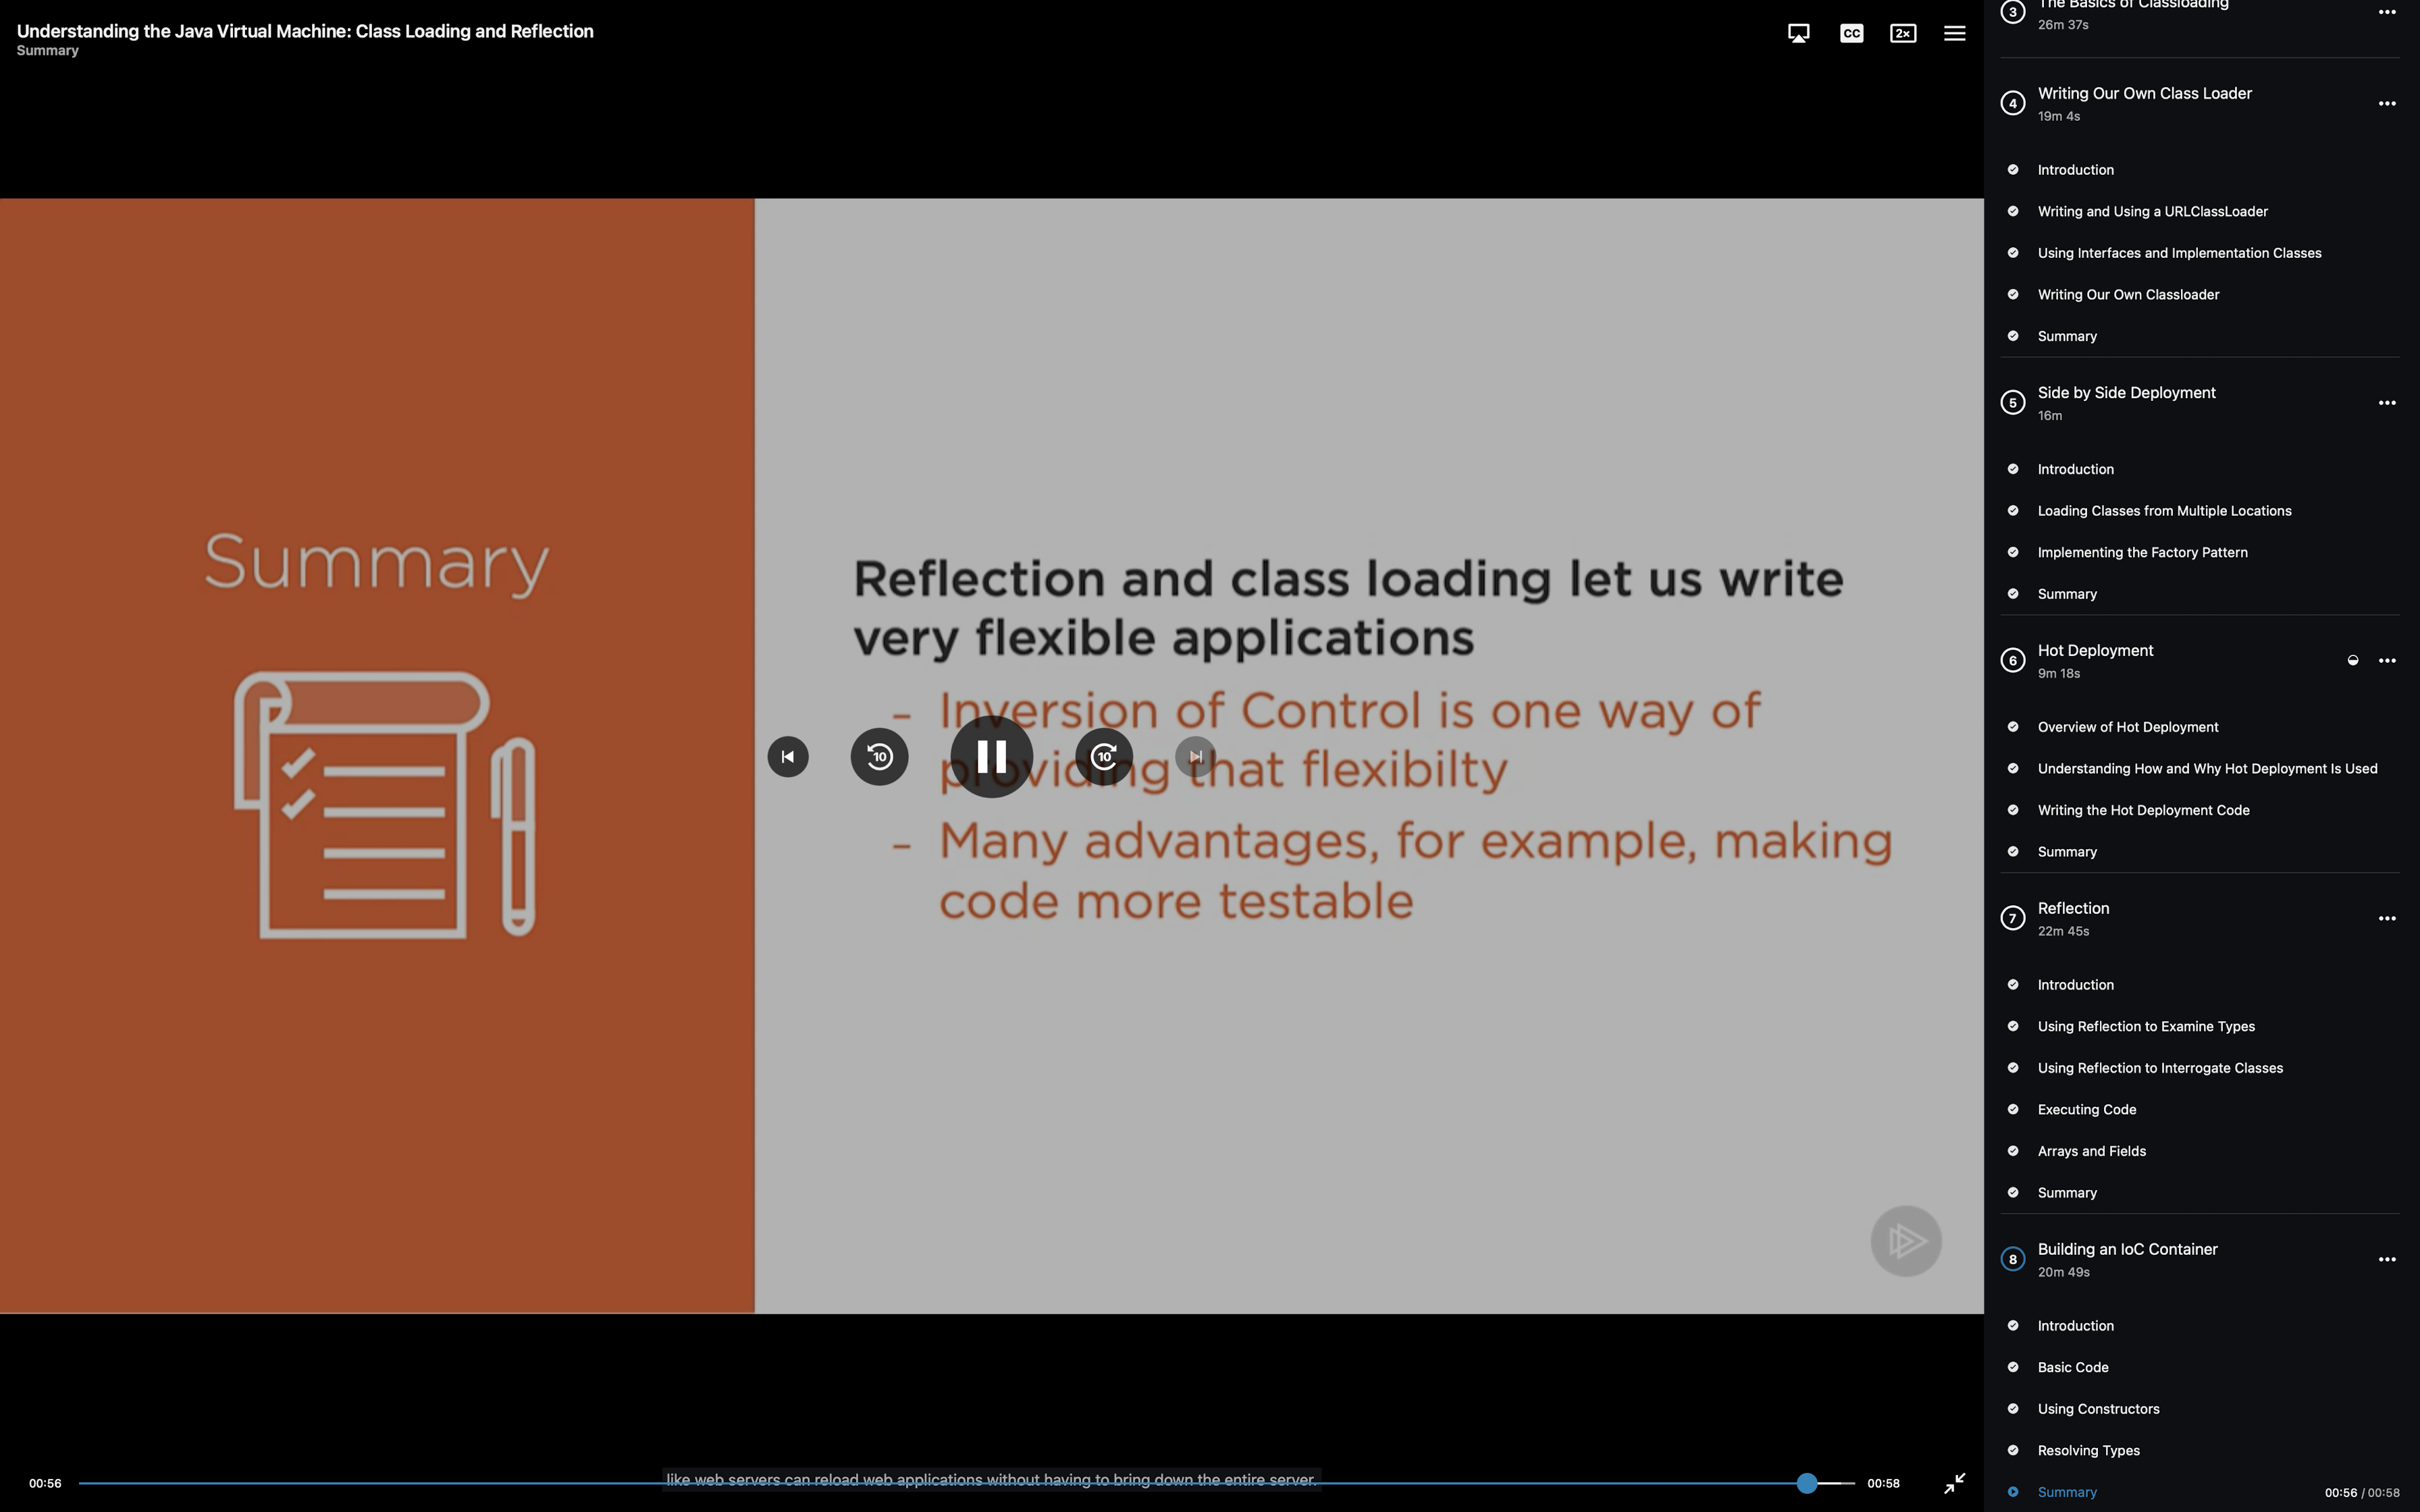 Understanding the Java Virtual Machine: Class Loading and Reflection
Summary
CC
2x
Summary
Reflection and class loading let us write
very flexible applications
- Inversion of Control is one way of
providing that flexibilty
- Many advantages, for example, making
code more testable
10
10
like web servers can reload web applications without having to bring down the entire server.
00:56
00:58
3
The Basics of Classloading
26m 37s
4
Writing Our Own Class Loader
19m 4s
Introduction
Writing and Using a URLClassLoader
Using Interfaces and Implementation Classes
Writing Our Own Classloader
Summary
5
Side by Side Deployment
16m
Introduction
Loading Classes from Multiple Locations
Implementing the Factory Pattern
Summary
6
Hot Deployment
9m 18s
Overview of Hot Deployment
Understanding How and Why Hot Deployment Is Used
Writing the Hot Deployment Code
Summary
7
Reflection
22m 45s
Introduction
Using Reflection to Examine Types
Using Reflection to Interrogate Classes
Executing Code
Arrays and Fields
Summary
8
Building an IoC Container
20m 49s
Introduction
Basic Code
Using Constructors
Resolving Types
Summary 00:56 / 00:58